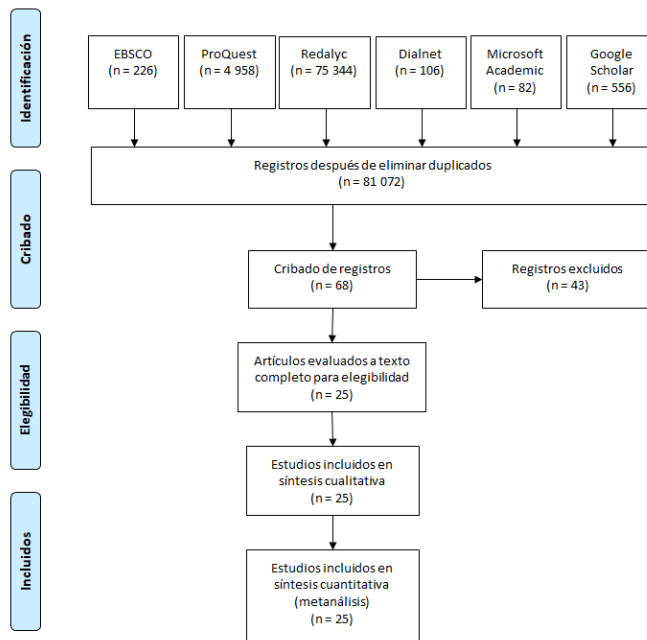 Identificación
EBSCO
(n = 226)
ProQuest
(n = 4 958)
Redalyc
(n = 75 344)
Dialnet
(n = 106)
Microsoft
Academic
(n = 82)
Google
Scholar
(n = 556)
Registros después de eliminar duplicados
(n = 81 072)
Cribado
Cribado de registros
(n = 68)
Registros excluidos
(n = 43)
Elegibilidad
Artículos evaluados a texto
completo para elegibilidad
(n = 25)
Estudios incluidos en
síntesis cualitativa
(n = 25)
Incluidos
Estudios incluidos en
síntesis cuantitativa
(metanálisis)
(n = 25)